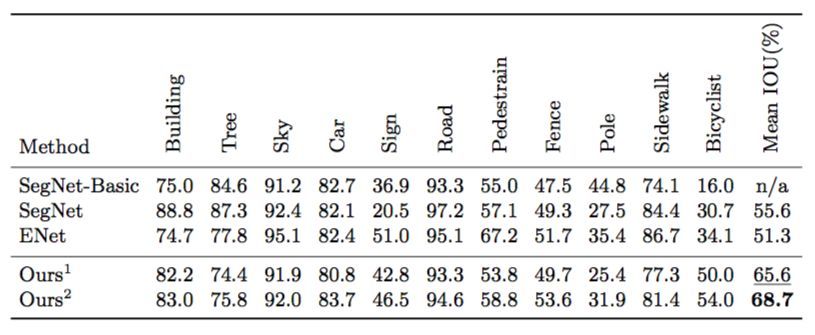 Method Building Tree Sky Car Sign Road Pedestrain Fence Pole Sidewalk Bicyclist Mean IOU(%)
SegNet-Basic 75.0 84.6 91.2 82.7 36.9 93.3 55.0 47.5 44.8 74.1 16.0 n/a
SegNet 88.8 87.3 92.4 82.1 20.5 97.2 57.1 49.3 27.5 84.4 30.7 55.6
ENet 74.7 77.8 95.1 82.4 51.0 95.1 67.2 51.7 35.4 86.7 34.1 51.3
Ours¹ 82.2 74.4 91.9 80.8 42.8 93.3 53.8 49.7 25.4 77.3 50.0 65.6
Ours² 83.0 75.8 92.0 83.7 46.5 94.6 58.8 53.6 31.9 81.4 54.0 68.7